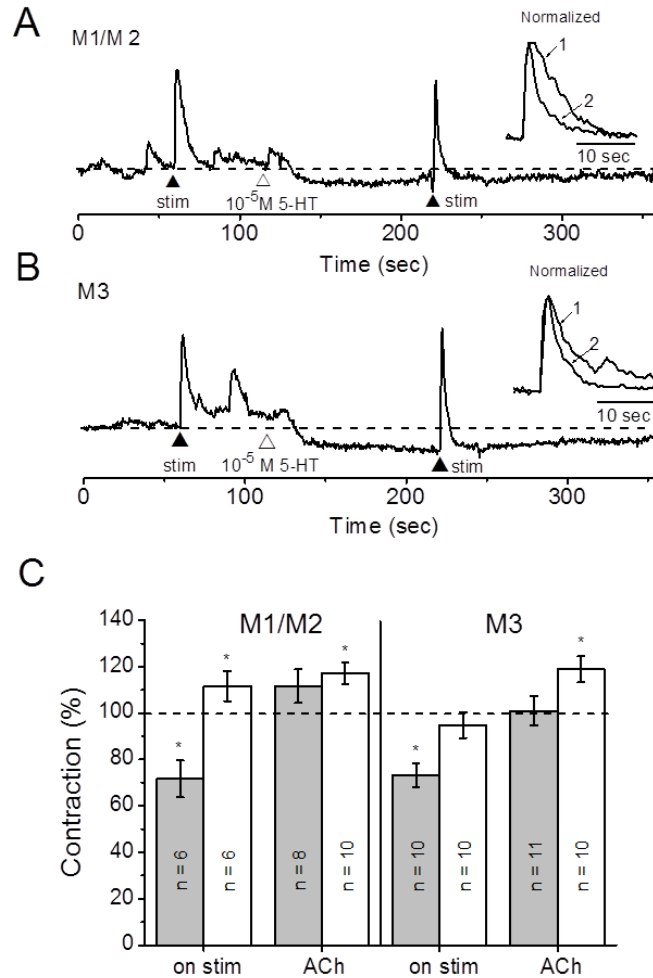 A
M1/M 2
Normalized
1
2
10 sec
stim
10-5M 5-HT
stim
0 100 200 300
Time (sec)
B
M3
Normalized
1
2
10 sec
stim
10-5 M 5-HT
stim
0 100 200 300
Time (sec)
C
Contraction (%)
140
120
100
80
60
40
20
0
M1/M2
M3
*
*
*
*
*
n = 6
n = 6
n = 8
n = 10
n = 10
n = 10
n = 11
n = 10
on stim
ACh
on stim
ACh